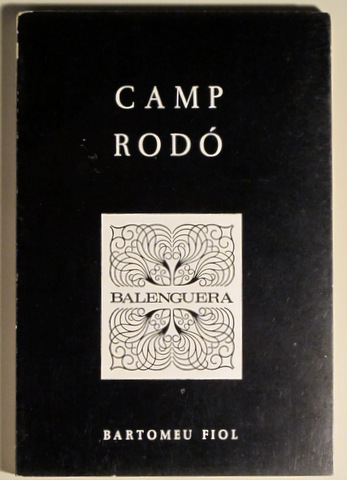 CAMP
RODÓ
BALENGUERA
BARTOMEU FIOL